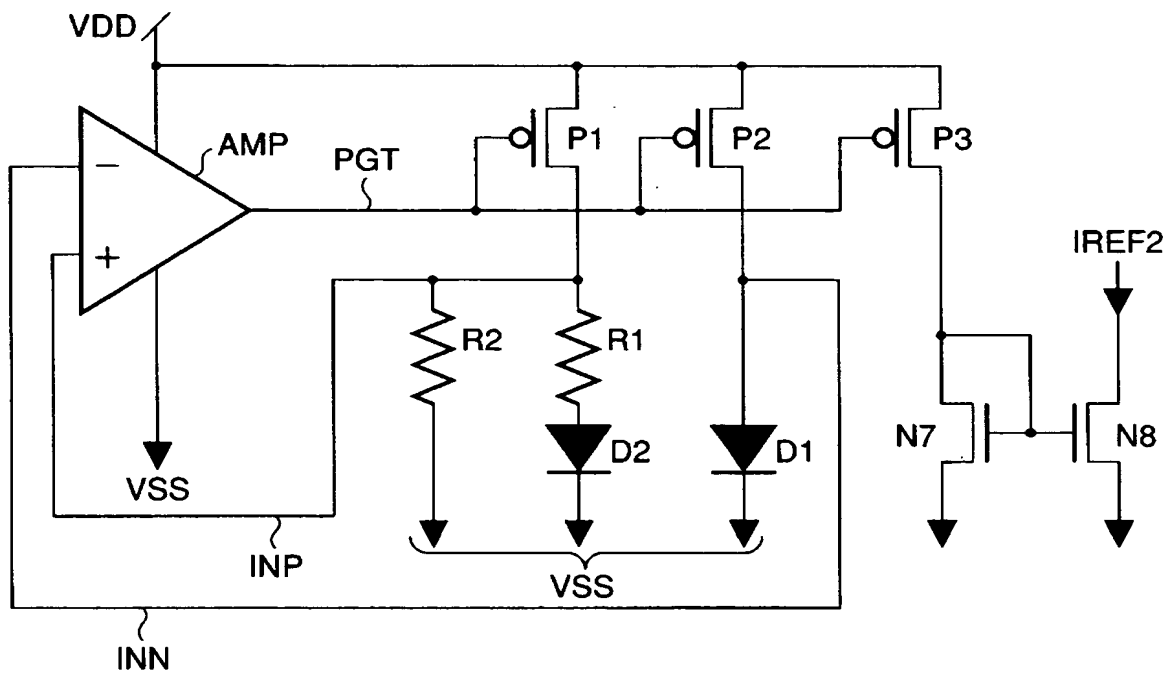 VDD
AMP
PGT
P1
P2
P3
−
+
IREF2
R2
R1
N7
N8
D2
D1
VSS
INP
VSS
INN